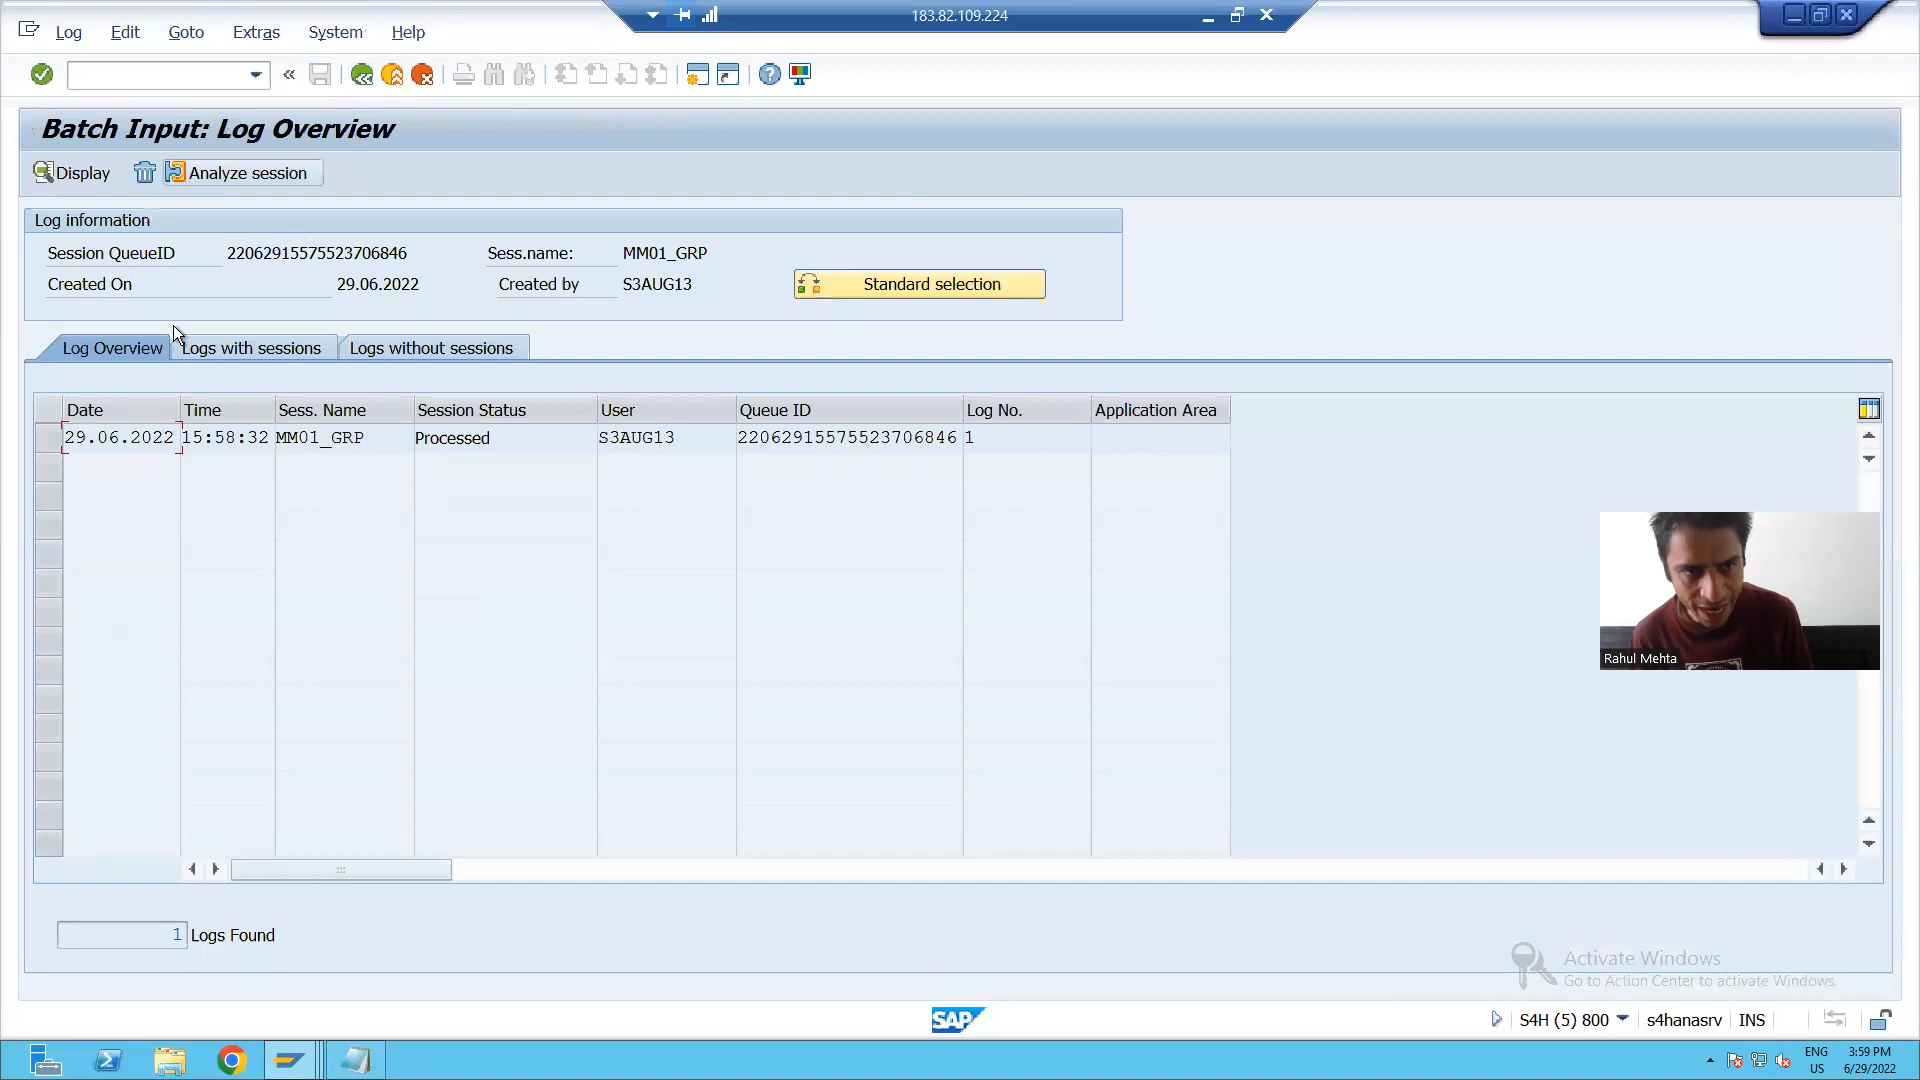 183.82.109.224
Log Edit Goto Extras System Help
Batch Input: Log Overview
Display Analyze session
Log information
Session QueueID 22062915575523706846 Sess.name: MM01_GRP
Created On 29.06.2022 Created by S3AUG13 Standard selection
Log Overview Logs with sessions Logs without sessions
Date Time Sess. Name Session Status User Queue ID Log No. Application Area
29.06.2022 15:58:32 MM01_GRP Processed S3AUG13 22062915575523706846 1
Rahul Mehta
1 Logs Found
Activate Windows
Go to Action Center to activate Windows.
SAP S4H (5) 800 s4hanasrv INS
ENG 3:59 PM
US 6/29/2022